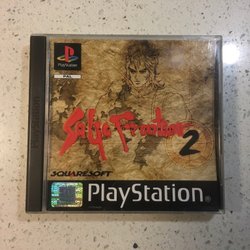 PlayStation
PAL
SaGa Frontier 2
SQUARESOFT
PlayStation